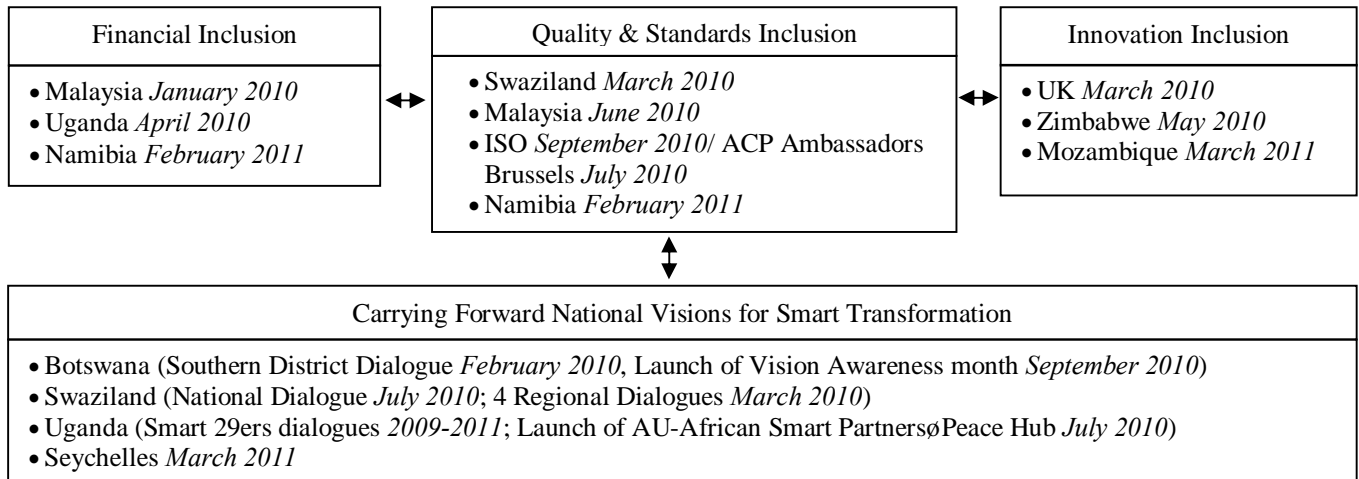 Financial Inclusion
• Malaysia January 2010
• Uganda April 2010
• Namibia February 2011
Quality & Standards Inclusion
• Swaziland March 2010
• Malaysia June 2010
• ISO September 2010/ ACP Ambassadors
Brussels July 2010
• Namibia February 2011
Innovation Inclusion
• UK March 2010
• Zimbabwe May 2010
• Mozambique March 2011
Carrying Forward National Visions for Smart Transformation
• Botswana (Southern District Dialogue February 2010, Launch of Vision Awareness month September 2010)
• Swaziland (National Dialogue July 2010; 4 Regional Dialogues March 2010)
• Uganda (Smart 29ers dialogues 2009-2011; Launch of AU-African Smart PartnersøPeace Hub July 2010)
• Seychelles March 2011